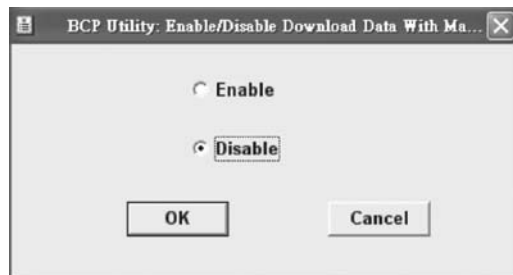 BCP Utility: Enable/Disable Download Data With Ma...
Enable
Disable
OK Cancel